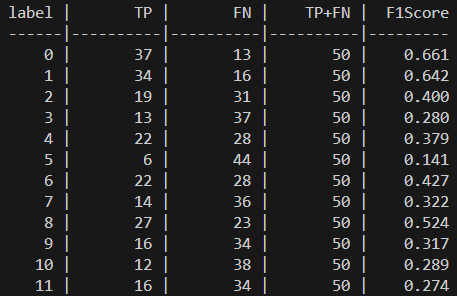 label | TP | FN | TP+FN | F1Score
------|----------|----------|----------|---------
0 | 37 | 13 | 50 | 0.661
1 | 34 | 16 | 50 | 0.642
2 | 19 | 31 | 50 | 0.400
3 | 13 | 37 | 50 | 0.280
4 | 22 | 28 | 50 | 0.379
5 | 6 | 44 | 50 | 0.141
6 | 22 | 28 | 50 | 0.427
7 | 14 | 36 | 50 | 0.322
8 | 27 | 23 | 50 | 0.524
9 | 16 | 34 | 50 | 0.317
10 | 12 | 38 | 50 | 0.289
11 | 16 | 34 | 50 | 0.274